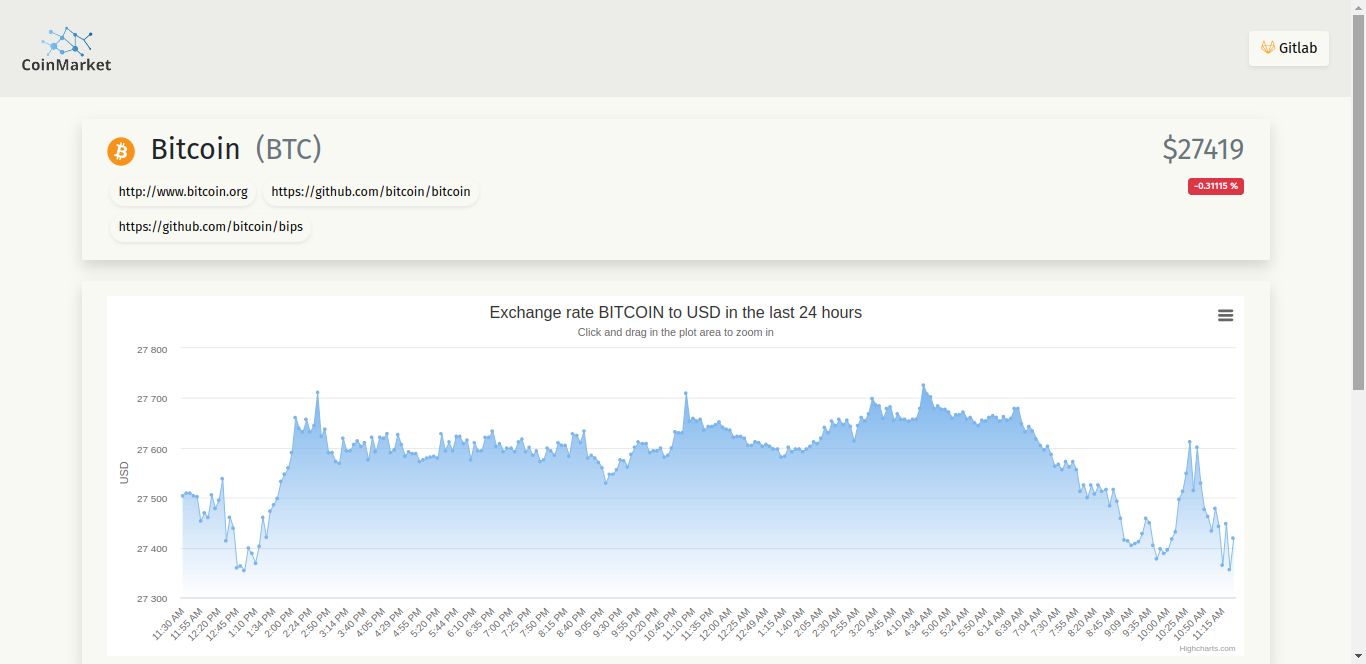 CoinMarket
Gitlab
Bitcoin (BTC)
$27419
http://www.bitcoin.org https://github.com/bitcoin/bitcoin
-0.31115 %
https://github.com/bitcoin/bips
Exchange rate BITCOIN to USD in the last 24 hours
Click and drag in the plot area to zoom in
27 800
27 700
27 600
27 500
27 400
27 300
USD
11:30 AM
11:55 AM
12:20 PM
12:45 PM
1:10 PM
1:34 PM
2:00 PM
2:24 PM
2:50 PM
3:14 PM
3:40 PM
4:05 PM
4:29 PM
4:55 PM
5:20 PM
5:44 PM
6:10 PM
6:35 PM
7:00 PM
7:25 PM
7:50 PM
8:15 PM
8:40 PM
9:05 PM
9:30 PM
9:55 PM
10:20 PM
10:45 PM
11:10 PM
11:35 PM
12:00 AM
12:25 AM
12:49 AM
1:15 AM
1:40 AM
2:05 AM
2:30 AM
2:55 AM
3:20 AM
3:45 AM
4:10 AM
4:34 AM
5:00 AM
5:24 AM
5:50 AM
6:14 AM
6:39 AM
7:04 AM
7:30 AM
7:55 AM
8:20 AM
8:45 AM
9:09 AM
9:35 AM
10:00 AM
10:25 AM
10:50 AM
11:15 AM
Highcharts.com